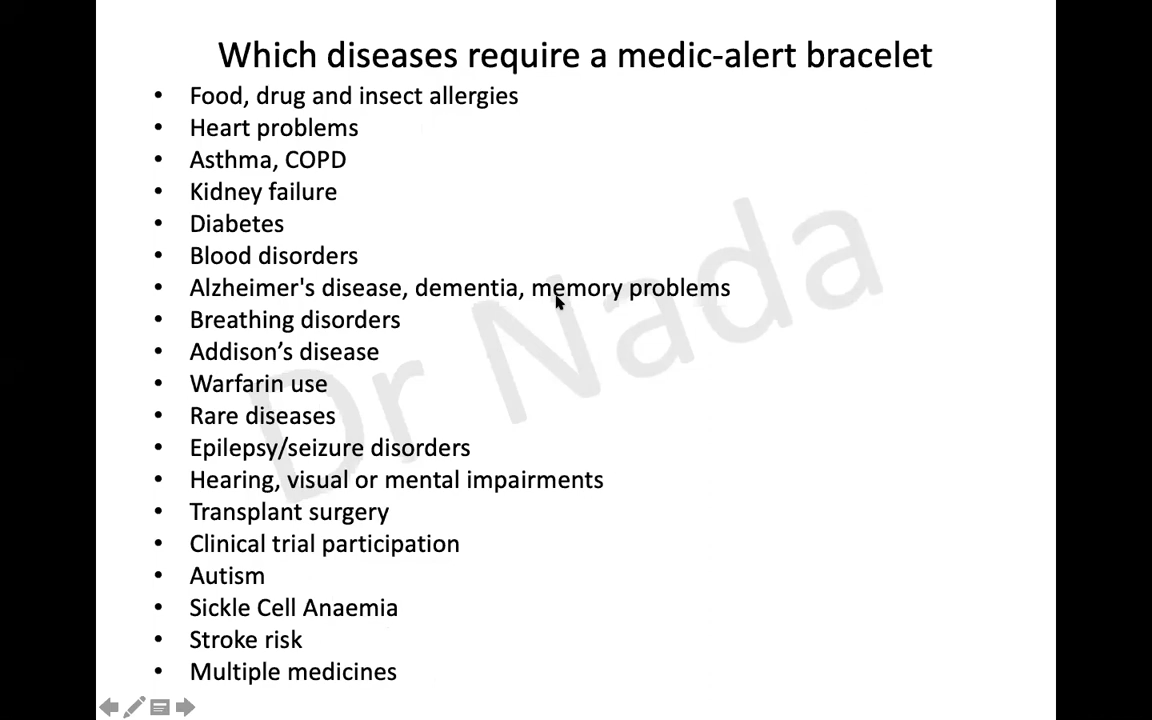 Which diseases require a medic-alert bracelet
• Food, drug and insect allergies
• Heart problems
• Asthma, COPD
• Kidney failure
• Diabetes
• Blood disorders
• Alzheimer's disease, dementia, memory problems
• Breathing disorders
• Addison’s disease
• Warfarin use
• Rare diseases
• Epilepsy/seizure disorders
• Hearing, visual or mental impairments
• Transplant surgery
• Clinical trial participation
• Autism
• Sickle Cell Anaemia
• Stroke risk
• Multiple medicines
Dr Nada